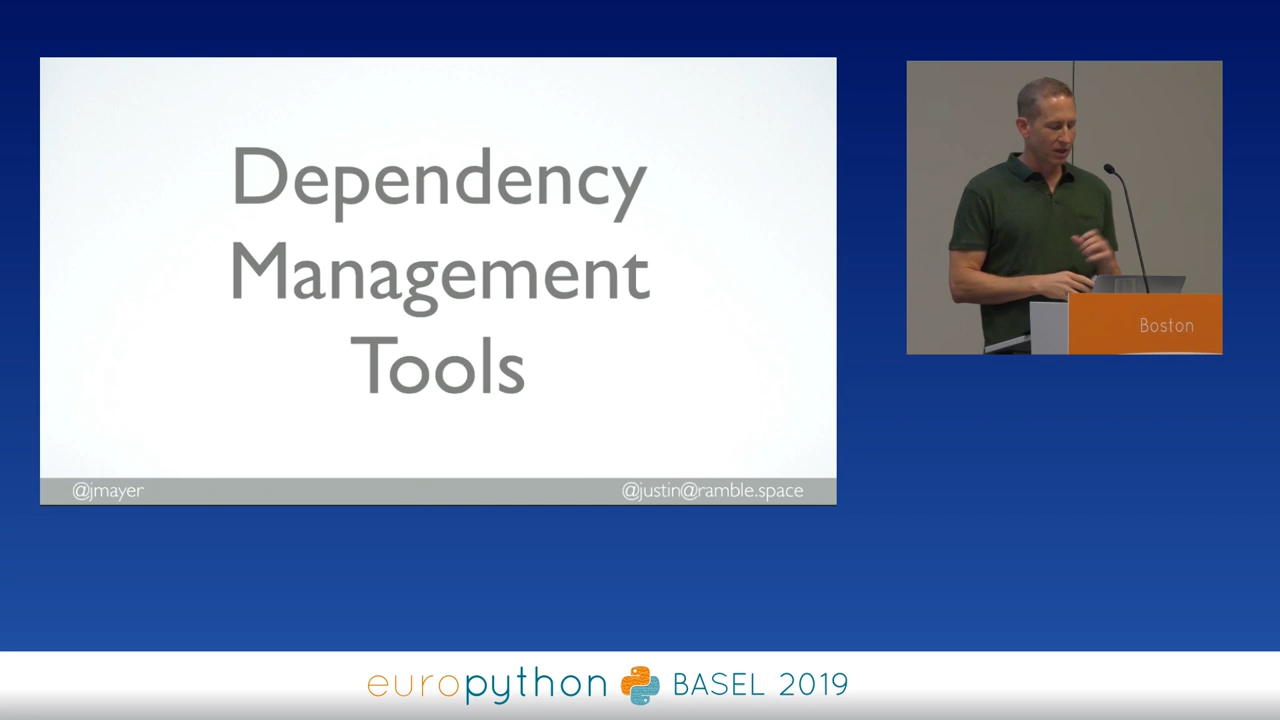 Dependency
Management
Tools
@jmayer
@justin@ramble.space
Boston
europython BASEL 2019